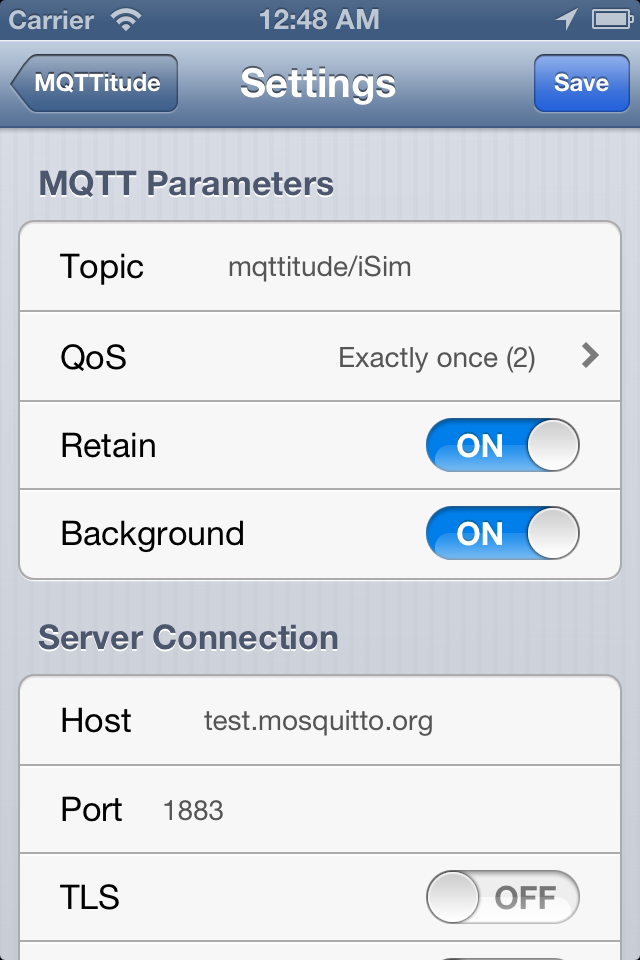 Carrier 12:48 AM
MQTTitude Settings Save
MQTT Parameters
Topic mqttitude/iSim
QoS Exactly once (2)
Retain ON
Background ON
Server Connection
Host test.mosquitto.org
Port 1883
TLS OFF